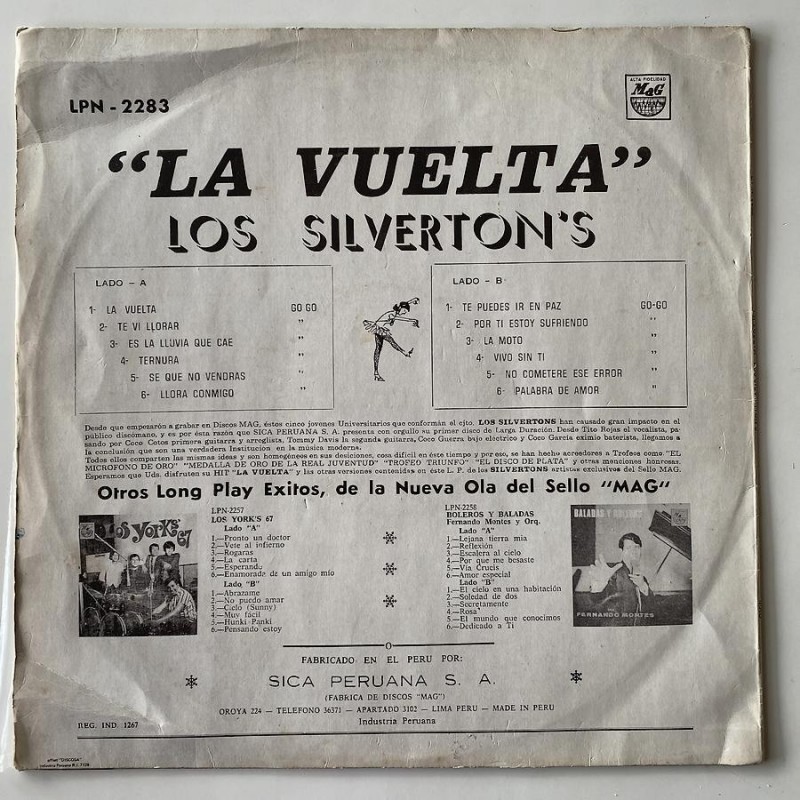 LPN - 2283
ALTA FIDELIDAD
MAG
"LA VUELTA"
LOS SILVERTON'S
LADO - A
1- LA VUELTA GO GO
2- TE VI LLORAR "
3- ES LA LLUVIA QUE CAE "
4- TERNURA "
5- SE QUE NO VENDRAS "
6- LLORA CONMIGO "
LADO - B
1- TE PUEDES IR EN PAZ GO-GO
2- POR TI ESTOY SUFRIENDO "
3- LA MOTO "
4- VIVO SIN TI "
5- NO COMETERE ESE ERROR "
6- PALABRA DE AMOR "
Desde que empesarón a grabar en Discos MAG, éstos cinco jovenes Universitarios que conformán el cjto. LOS SILVERTONS han causado gran impacto en el
público discómano, y es por ésta razón que SICA PERUANA S. A. presenta con orgullo su primer disco de Larga Duración. Desde Tito Rojas el vocalista, pa-
sando por Coco Cotos primera guitarra y arreglista, Tommy Davis la segunda guitarra, Coco Guerra bajo electrico y Coco García eximio baterista, llegamos a
la conclusión que son una verdadera Institucion en la música moderna.
Todos ellos comparten las mismas ideas y son homogéneos en sus desiciones, cosa dificil en éste tiempo y por eso, se han hecho acreedores a Trofeos como. "EL
MICROFONO DE ORO" "MEDALLA DE ORO DE LA REAL JUVENTUD" "TROFEO TRIUNFO" "EL DISCO DE PLATA" y otras menciones honrosas.
Esperamos que Uds. disfruten su HIT "LA VUELTA" y las otras versiones contenidas en éste L. P. de los SILVERTONS artistas exclusivos del Sello MAG.
Otros Long Play Exitos, de la Nueva Ola del Sello "MAG"
LOS YORKS' 67
LPN-2257
LOS YORK'S 67
Lado "A"
1.—Pronto un doctor
2.—Vete al infierno
3.—Rogaras
4.—La carta
5.—Esperando
6.—Enamorado de un amigo mío
Lado "B"
1.—Abrazame
2.—No puedo amar
3.—Cielo (Sunny)
4.—Muy facil
5.—Hunki Panki
6.—Pensando estoy
LPN-2258
BOLEROS Y BALADAS
Fernando Montes y Orq.
Lado "A"
1.—Lejana tierra mia
2.—Reflexión
3.—Escalera al cielo
4.—Por que me besaste
5.—Via Crucis
6.—Amor especial
Lado "B"
1.—El cielo en una habitación
2.—Soledad de dos
3.—Secretamente
4.—Rosa
5.—El mundo que conocimos
6.—Dedicado a Ti
BALADAS Y BOLEROS
FERNANDO MONTES
FABRICADO EN EL PERU POR:
SICA PERUANA S. A.
(FABRICA DE DISCOS "MAG")
OROYA 224 — TELEFONO 36371 — APARTADO 3102 — LIMA PERU — MADE IN PERU
Industria Peruana
REG. IND. 1267